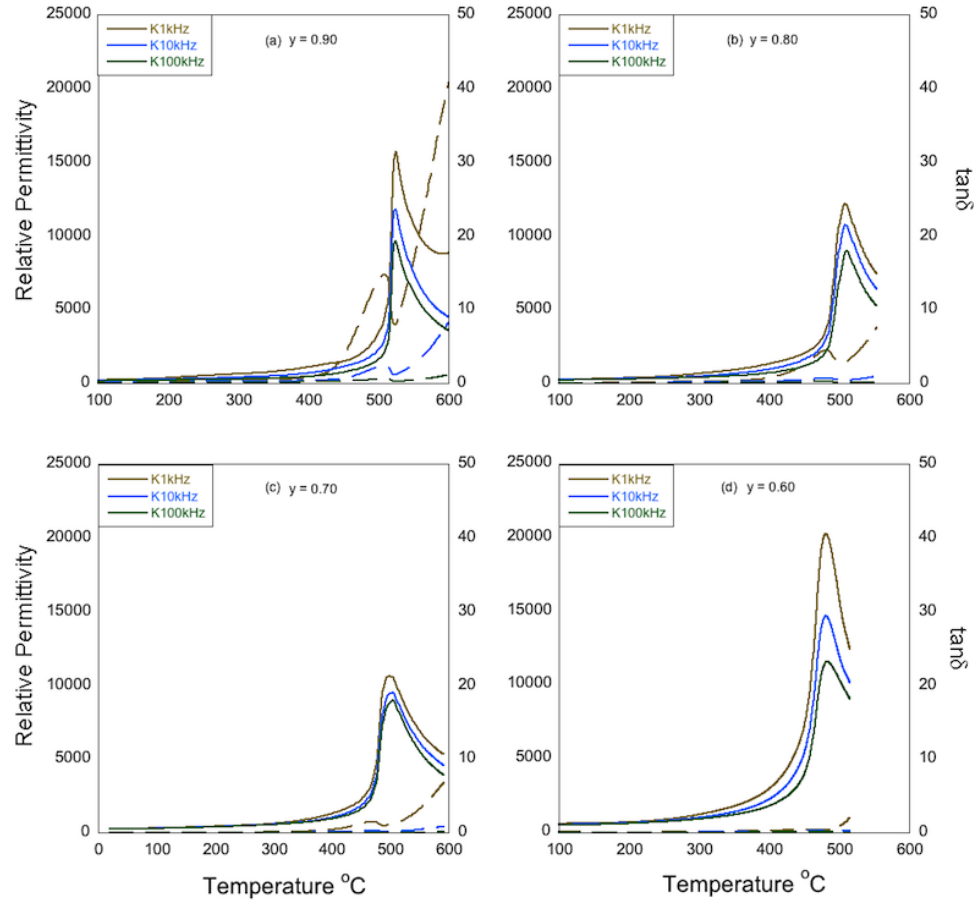 25000
20000
15000
10000
5000
0
Relative Permittivity
K1kHz
K10kHz
K100kHz
(a) y = 0.90
50
40
30
20
10
0
100 200 300 400 500 600
K1kHz
K10kHz
K100kHz
(b) y = 0.80
25000
20000
15000
10000
5000
0
50
40
30
20
10
0
tanδ
100 200 300 400 500 600
25000
20000
15000
10000
5000
0
Relative Permittivity
K1kHz
K10kHz
K100kHz
(c) y = 0.70
50
40
30
20
10
0
0 100 200 300 400 500 600
Temperature °C
25000
20000
15000
10000
5000
0
K1kHz
K10kHz
K100kHz
(d) y = 0.60
50
40
30
20
10
0
tanδ
100 200 300 400 500 600
Temperature °C